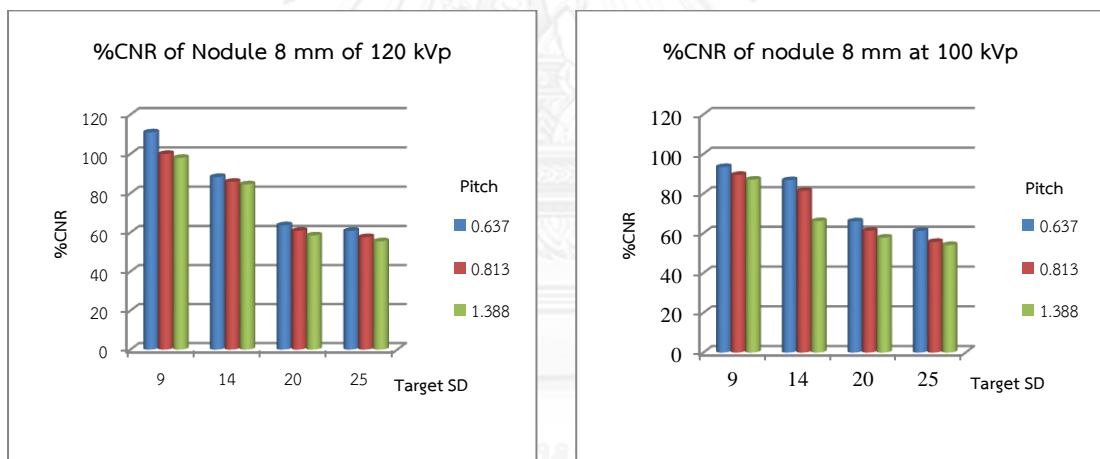 %CNR of Nodule 8 mm of 120 kVp
120
100
80
60
40
20
0
%CNR
9 14 20 25 Target SD
Pitch
0.637
0.813
1.388
%CNR of nodule 8 mm at 100 kVp
120
100
80
60
40
20
0
%CNR
9 14 20 25 Target SD
Pitch
0.637
0.813
1.388